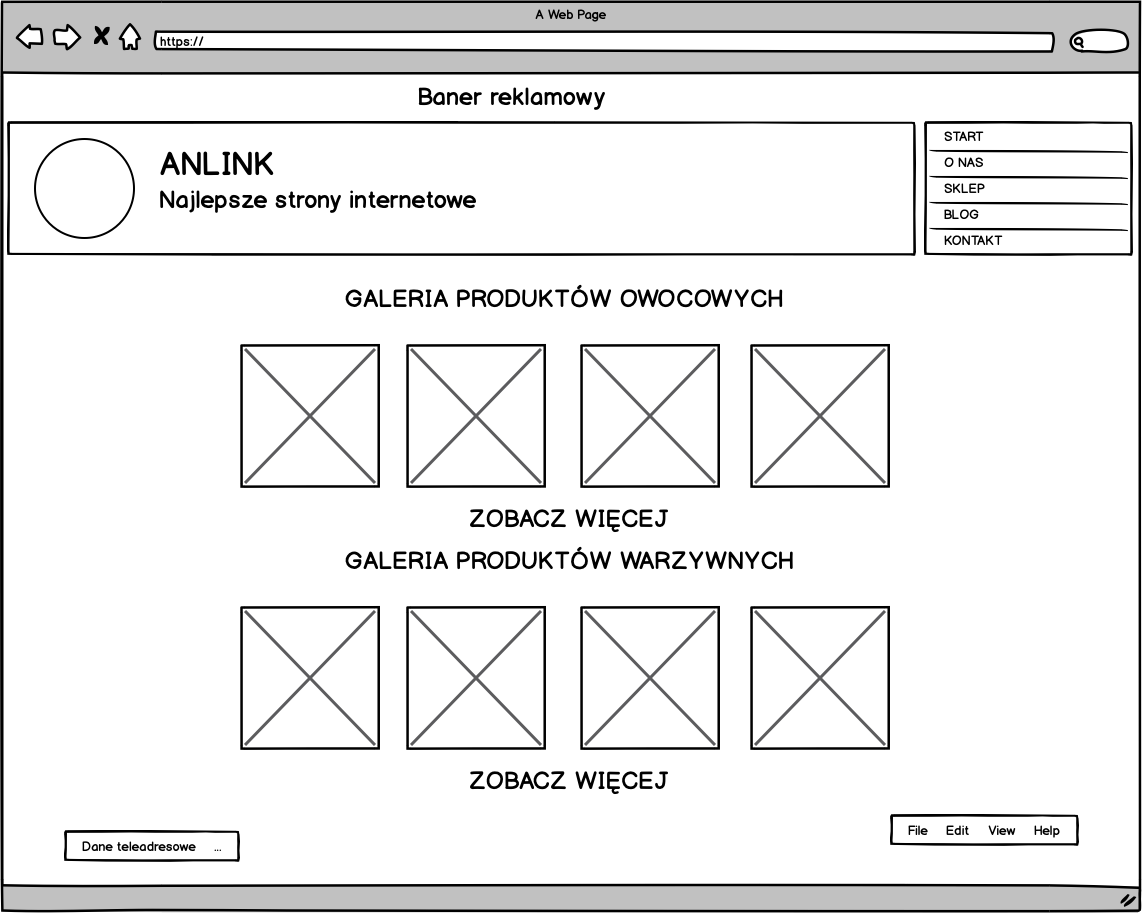 A Web Page
https://
Baner reklamowy
ANLINK
Najlepsze strony internetowe
START
O NAS
SKLEP
BLOG
KONTAKT
GALERIA PRODUKTÓW OWOCOWYCH
ZOBACZ WIĘCEJ
GALERIA PRODUKTÓW WARZYWNYCH
ZOBACZ WIĘCEJ
Dane teleadresowe ...
File Edit View Help